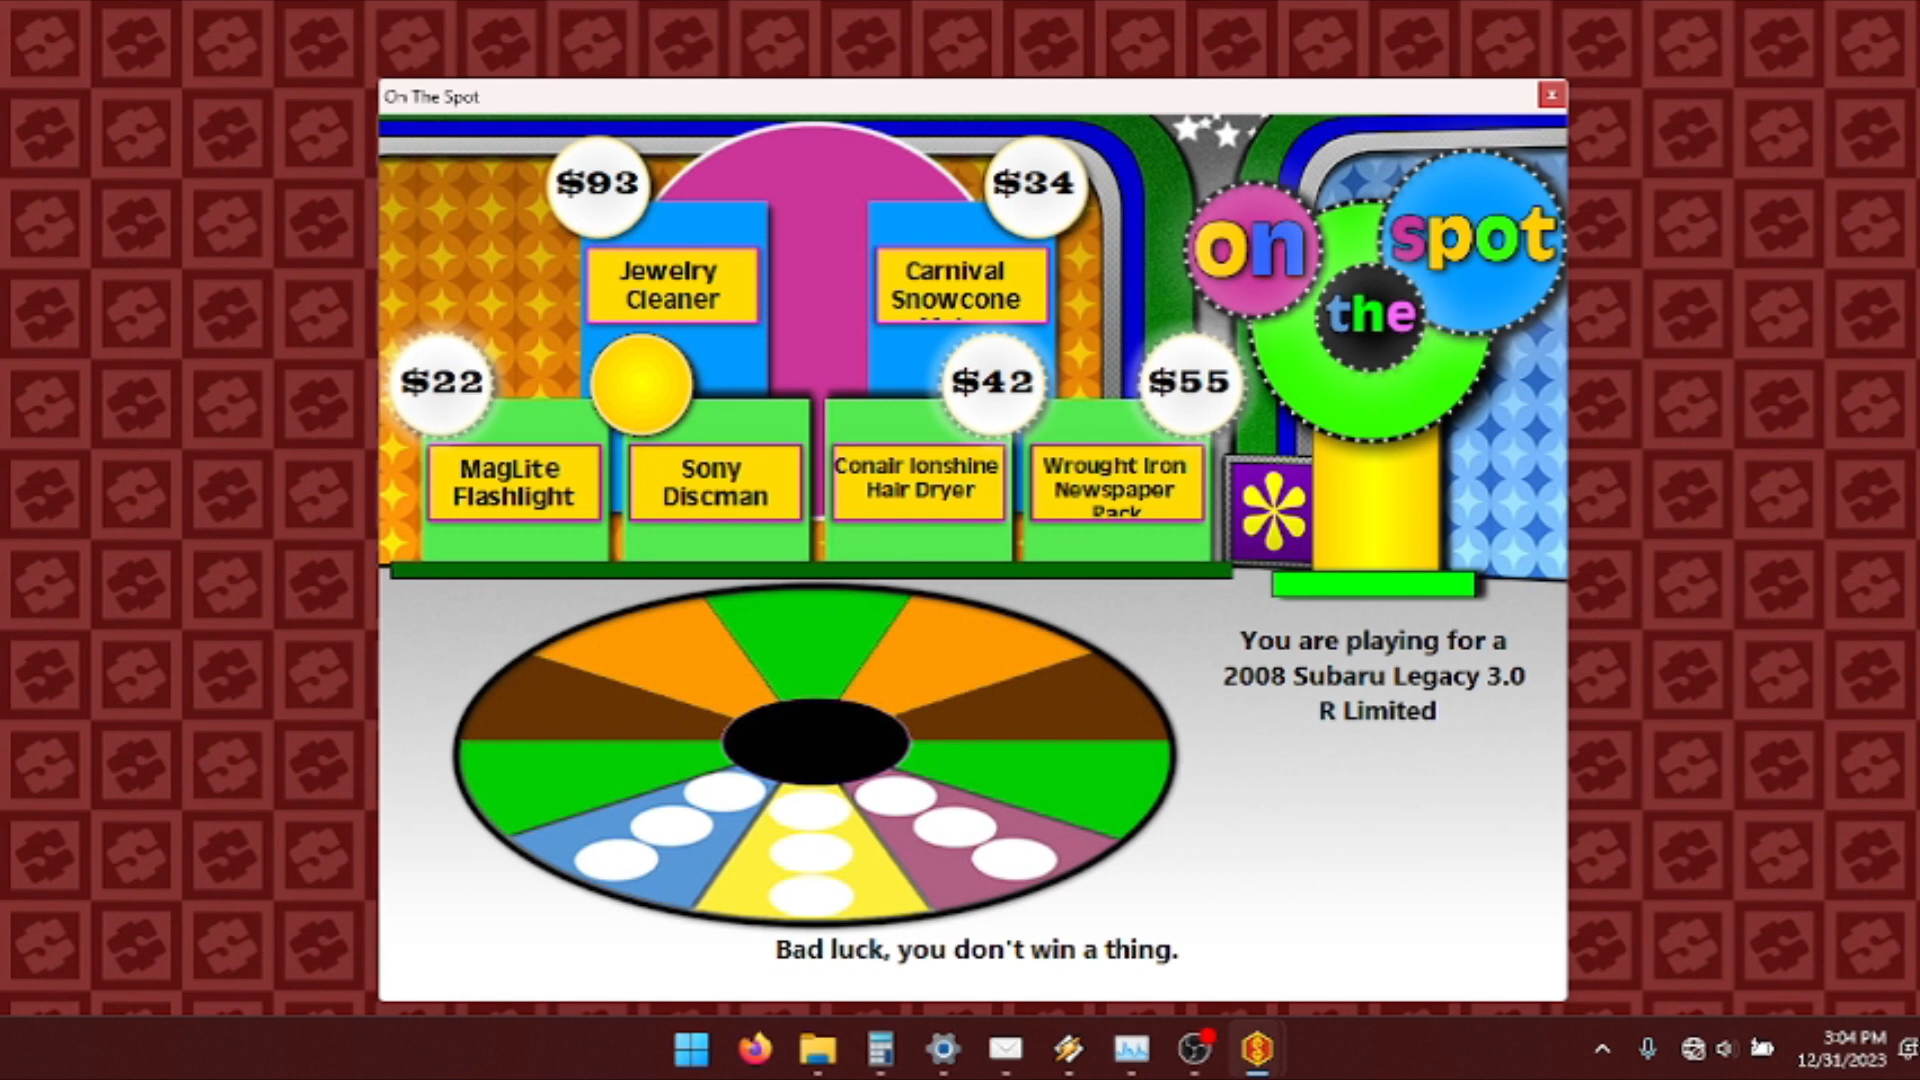 On The Spot
$93
$34
on
the
spot
Jewelry
Cleaner
Carnival
Snowcone
$22
$42
$55
MagLite
Flashlight
Sony
Discman
Conair Ionshine
Hair Dryer
Wrought Iron
Newspaper
You are playing for a
2008 Subaru Legacy 3.0
R Limited
Bad luck, you don't win a thing.
3:04 PM
12/31/2023